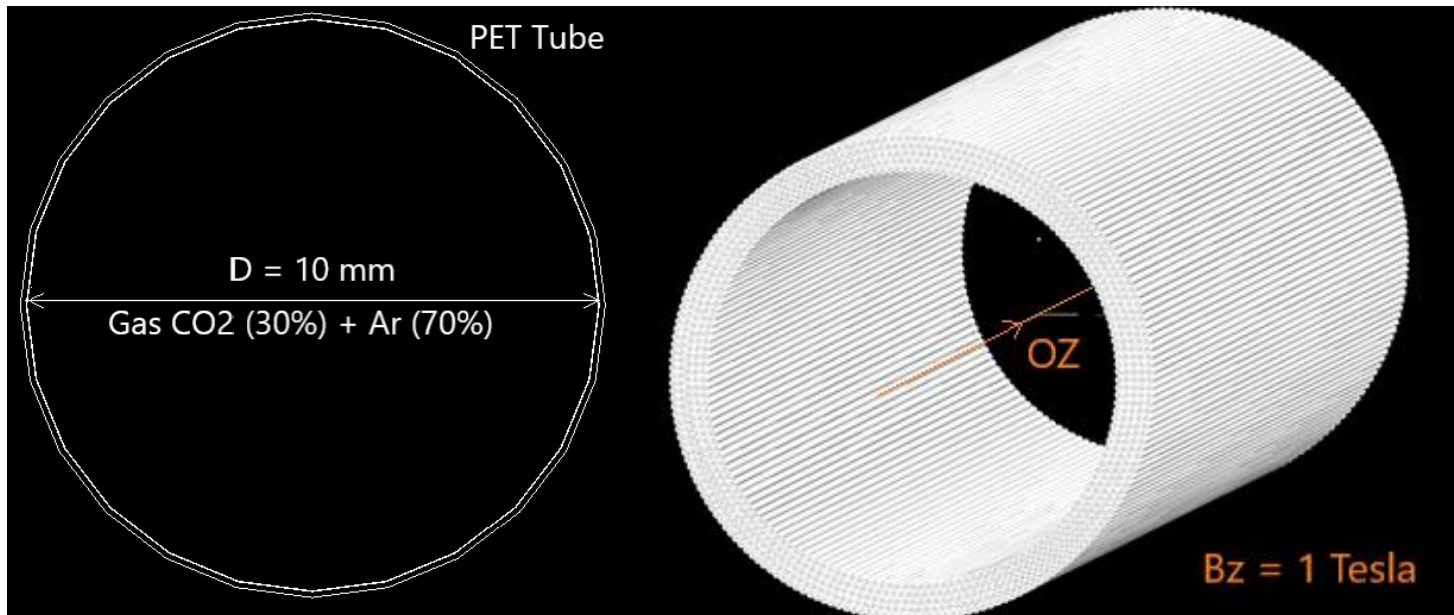 PET Tube
D = 10 mm
Gas CO2 (30%) + Ar (70%)
OZ
Bz = 1 Tesla